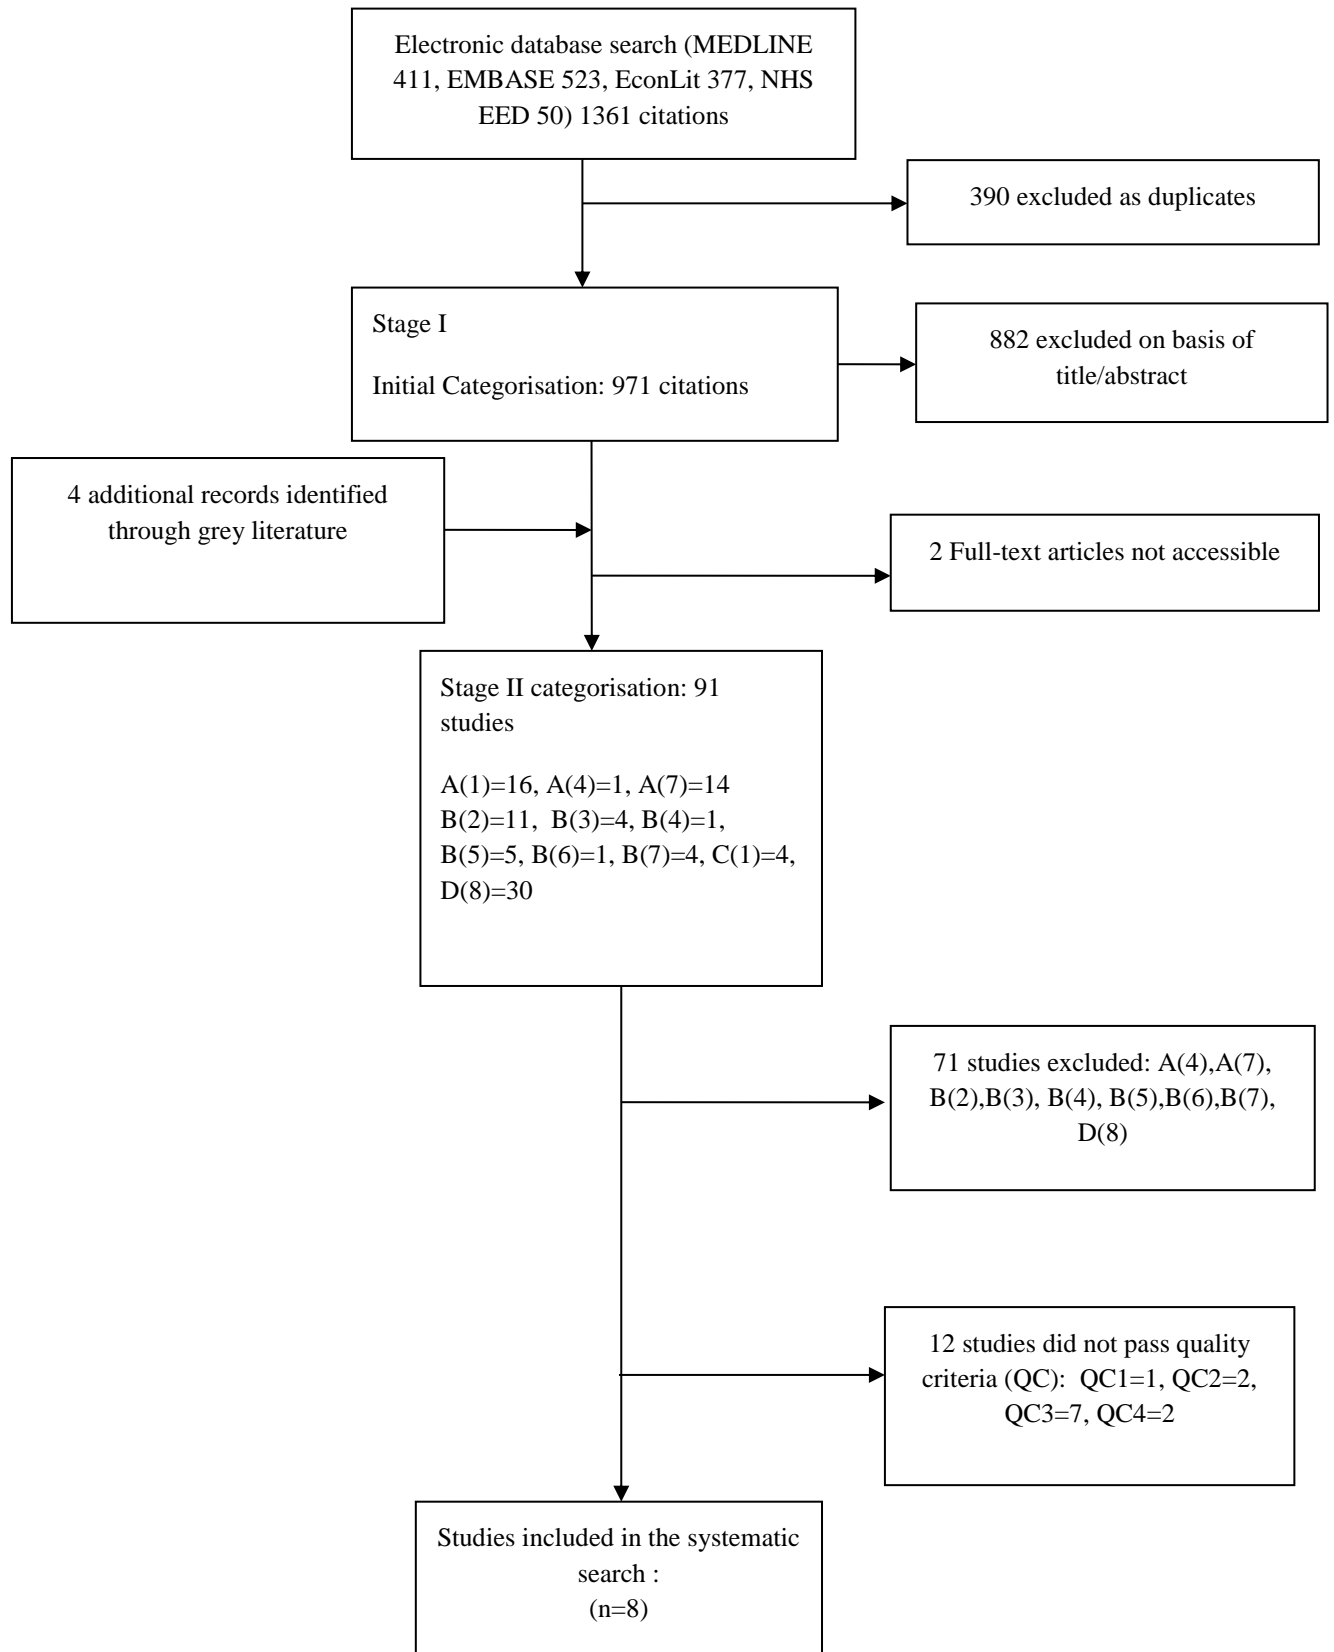 Electronic database search (MEDLINE
411, EMBASE 523, EconLit 377, NHS
EED 50) 1361 citations
390 excluded as duplicates
Stage I
Initial Categorisation: 971 citations
882 excluded on basis of
title/abstract
4 additional records identified
through grey literature
2 Full-text articles not accessible
Stage II categorisation: 91
studies
A(1)=16, A(4)=1, A(7)=14
B(2)=11,  B(3)=4, B(4)=1,
B(5)=5, B(6)=1, B(7)=4, C(1)=4,
D(8)=30
71 studies excluded: A(4),A(7),
B(2),B(3), B(4), B(5),B(6),B(7),
D(8)
12 studies did not pass quality
criteria (QC):  QC1=1, QC2=2,
QC3=7, QC4=2
Studies included in the systematic
search :
(n=8)